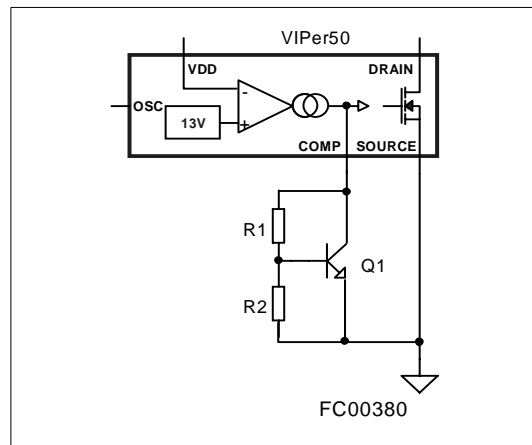 VIPer50
VDD
DRAIN
OSC
-
13V
+
COMP
SOURCE
R1
Q1
R2
FC00380